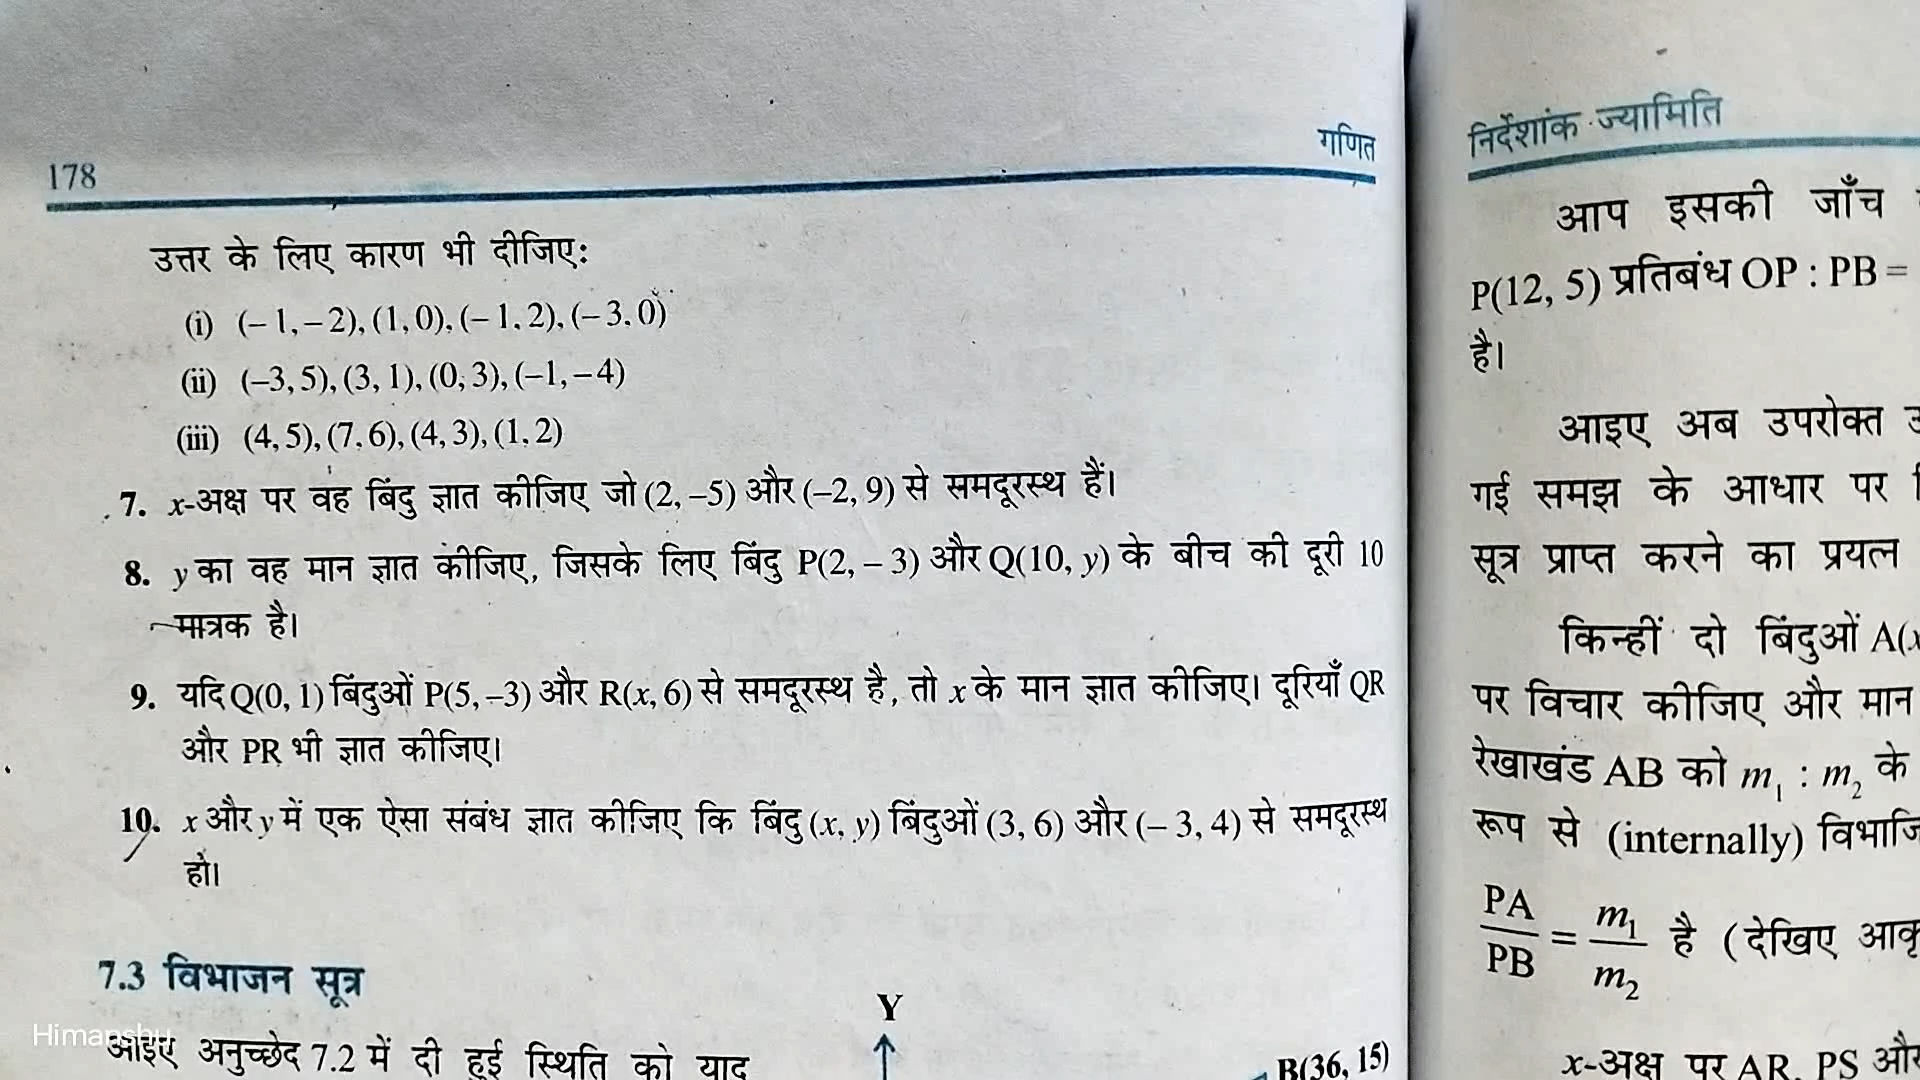 178
गणित
उत्तर के लिए कारण भी दीजिए:
(i) (– 1, – 2), (1, 0), (– 1, 2), (– 3, 0)
(ii) (–3, 5), (3, 1), (0, 3), (–1, – 4)
(iii) (4, 5), (7, 6), (4, 3), (1, 2)
7. x-अक्ष पर वह बिंदु ज्ञात कीजिए जो (2, –5) और (–2, 9) से समदूरस्थ हैं।
8. y का वह मान ज्ञात कीजिए, जिसके लिए बिंदु P(2, – 3) और Q(10, y) के बीच की दूरी 10
मात्रक है।
9. यदि Q(0, 1) बिंदुओं P(5, –3) और R(x, 6) से समदूरस्थ है, तो x के मान ज्ञात कीजिए। दूरियाँ QR
और PR भी ज्ञात कीजिए।
10. x और y में एक ऐसा संबंध ज्ञात कीजिए कि बिंदु (x, y) बिंदुओं (3, 6) और (– 3, 4) से समदूरस्थ
हो।
7.3 विभाजन सूत्र
आइए अनुच्छेद 7.2 में दी हुई स्थिति को याद
Y
B(36, 15)
Himanshu
निर्देशांक ज्यामिति
आप इसकी जाँच
P(12, 5) प्रतिबंध OP : PB =
है।
आइए अब उपरोक्त
गई समझ के आधार पर
सूत्र प्राप्त करने का प्रयत्न
किन्हीं दो बिंदुओं A(x
पर विचार कीजिए और मान
रेखाखंड AB को m₁ : m₂ के
रूप से (internally) विभाजि
PA/PB = m₁/m₂ है (देखिए आकृ
x-अक्ष पर AR, PS और